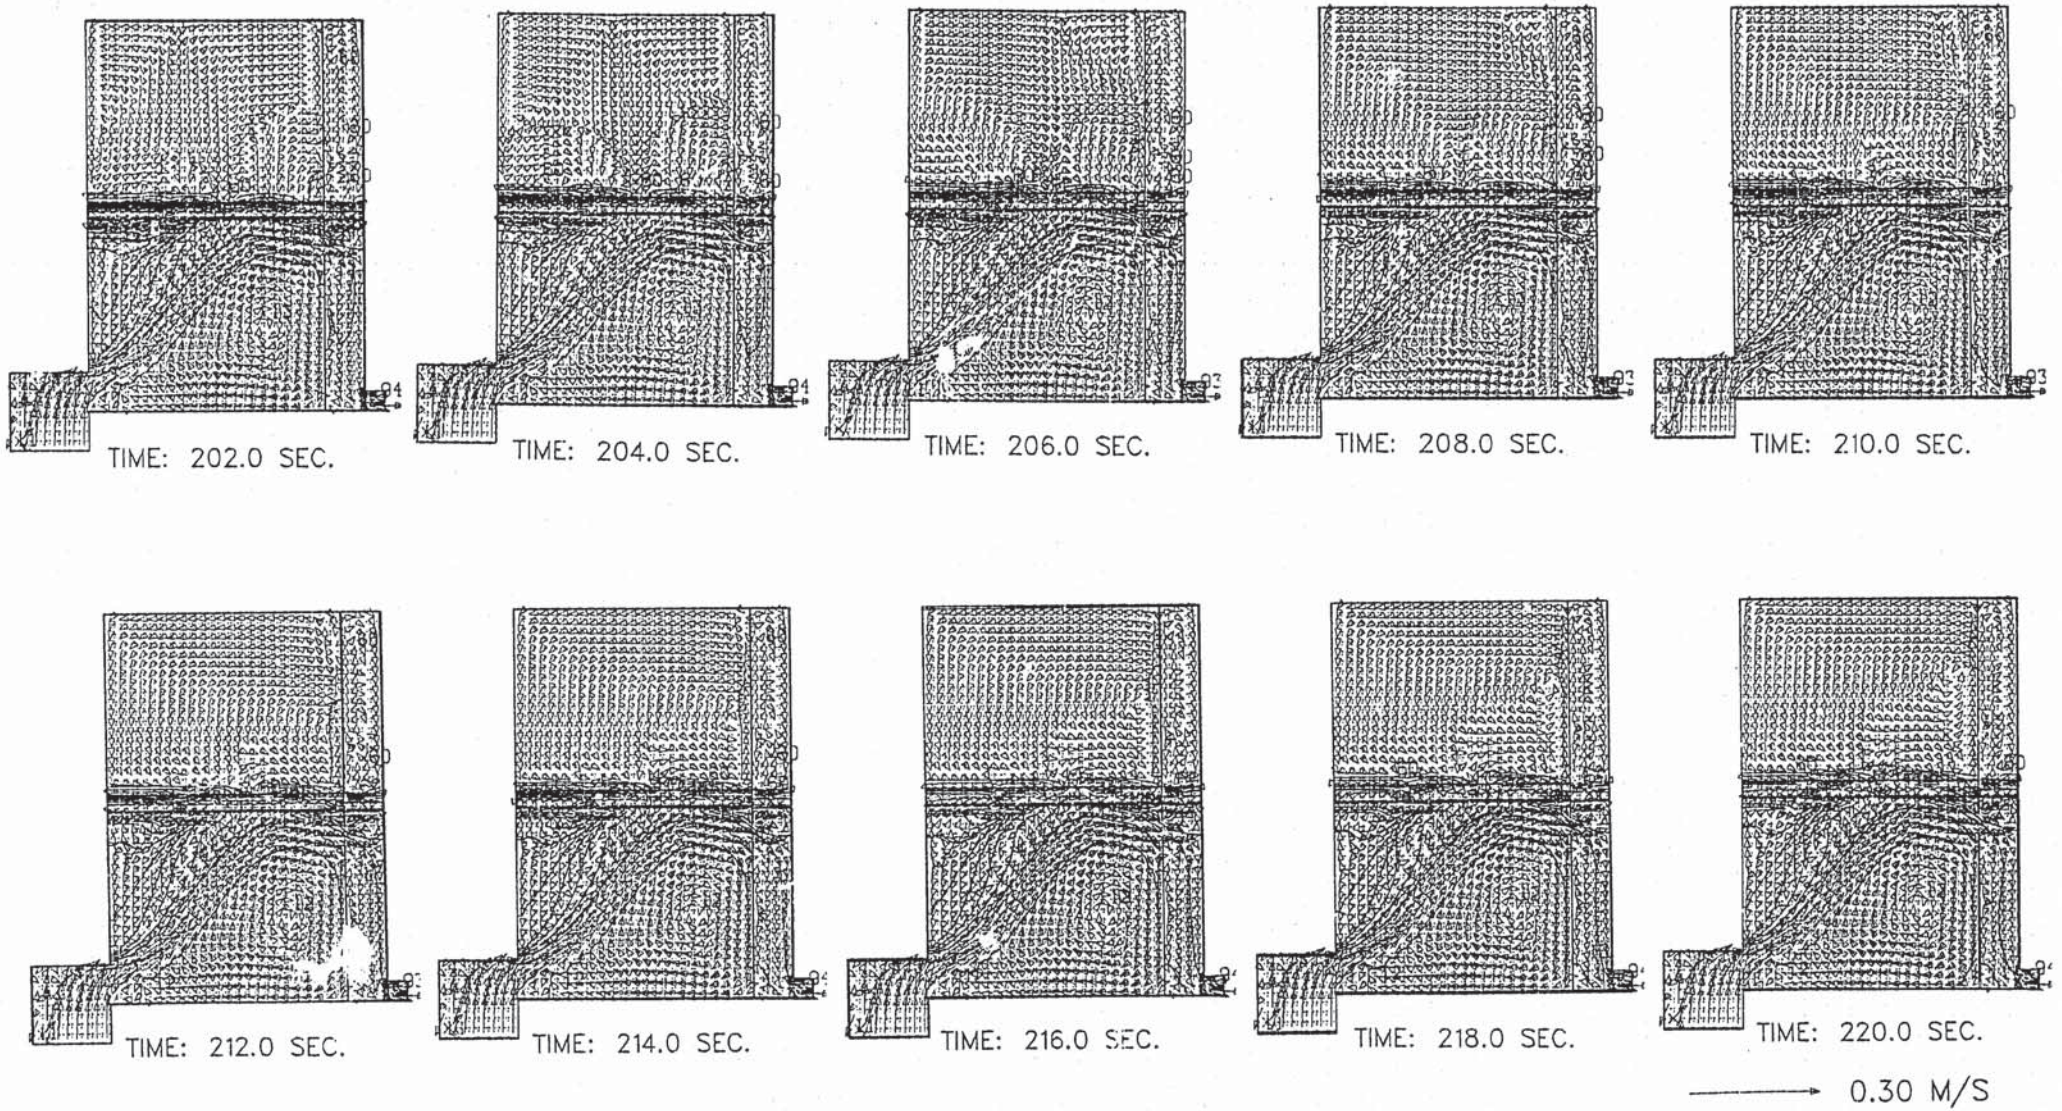 TIME: 202.0 SEC.
TIME: 204.0 SEC.
TIME: 206.0 SEC.
TIME: 208.0 SEC.
TIME: 210.0 SEC.
TIME: 212.0 SEC.
TIME: 214.0 SEC.
TIME: 216.0 SEC.
TIME: 218.0 SEC.
TIME: 220.0 SEC.
0.30 M/S